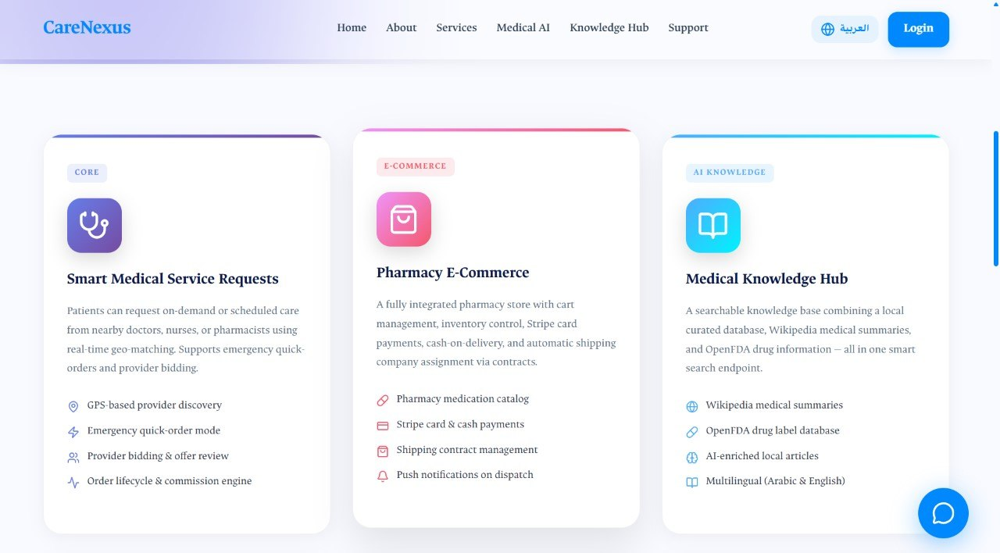 CareNexus
Home
About
Services
Medical AI
Knowledge Hub
Support
العربية
Login
CORE
Smart Medical Service Requests
Patients can request on-demand or scheduled care
from nearby doctors, nurses, or pharmacists using
real-time geo-matching. Supports emergency quick-
orders and provider bidding.
GPS-based provider discovery
Emergency quick-order mode
Provider bidding & offer review
Order lifecycle & commission engine
E-COMMERCE
Pharmacy E-Commerce
A fully integrated pharmacy store with cart
management, inventory control, Stripe card
payments, cash-on-delivery, and automatic shipping
company assignment via contracts.
Pharmacy medication catalog
Stripe card & cash payments
Shipping contract management
Push notifications on dispatch
AI KNOWLEDGE
Medical Knowledge Hub
A searchable knowledge base combining a local
curated database, Wikipedia medical summaries,
and OpenFDA drug information — all in one smart
search endpoint.
Wikipedia medical summaries
OpenFDA drug label database
AI-enriched local articles
Multilingual (Arabic & English)